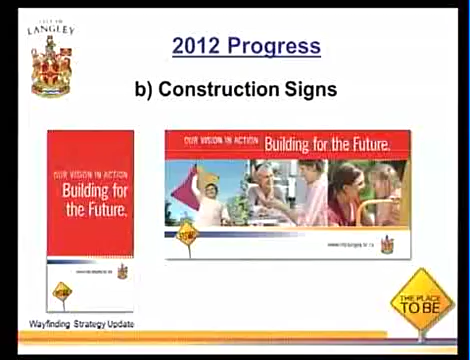 CITY OF
LANGLEY
2012 Progress
b) Construction Signs
OUR VISION IN ACTION
Building for
the Future.
OUR VISION IN ACTION Building for the Future.
Wayfinding Strategy Update
THE PLACE
TO BE